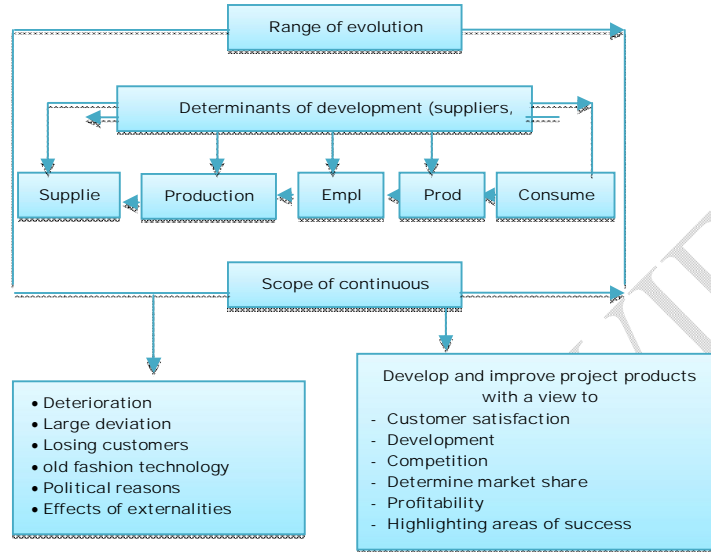 Range of evolution
Determinants of development (suppliers,
Supplie
Production
Empl
Prod
Consume
Scope of continuous
• Deterioration
• Large deviation
• Losing customers
• old fashion technology
• Political reasons
• Effects of externalities
Develop and improve project products
with a view to
- Customer satisfaction
- Development
- Competition
- Determine market share
- Profitability
- Highlighting areas of success